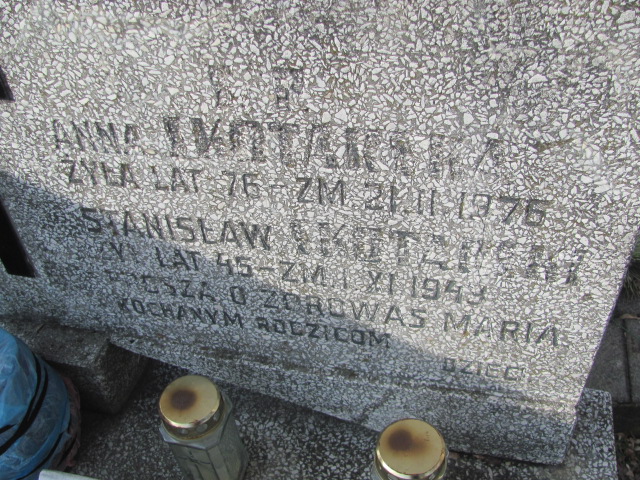 Ś. P.
ANNA
ŻYŁA LAT 76 - ZM. 21.II.1976
STANISŁAW
ŻYŁ LAT 45 - ZM. 1 XI 1943
PROSZĄ O ZDROWAŚ MARIA
KOCHANYM RODZICOM DZIECI